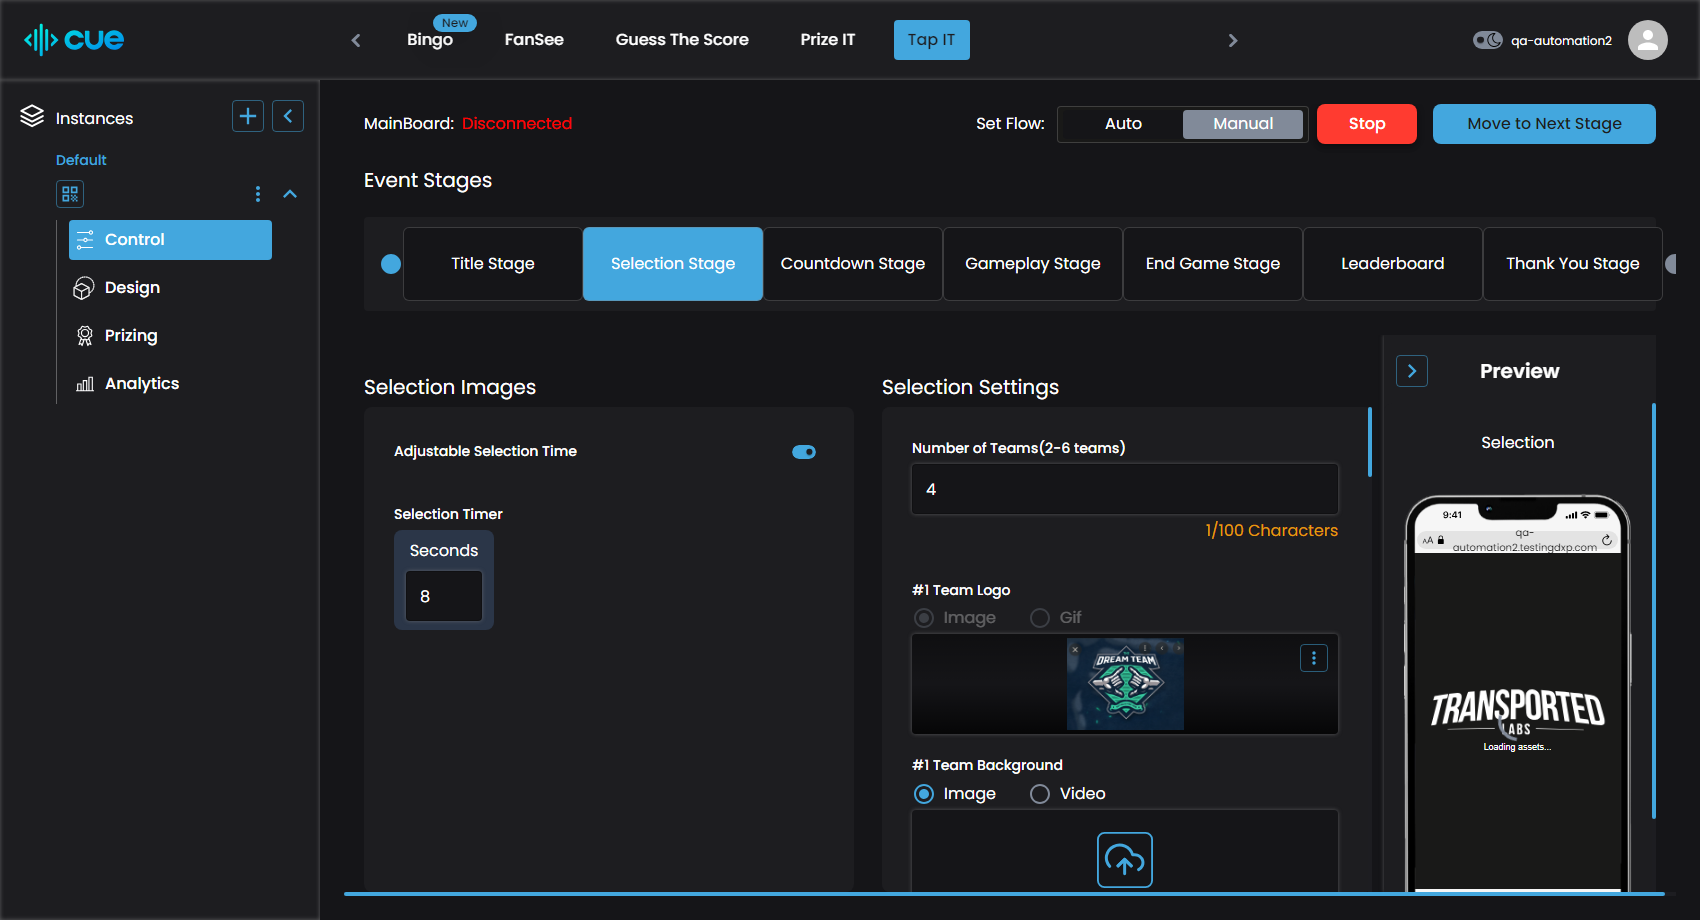 cue
Bingo
New
FanSee
Guess The Score
Prize IT
Tap IT
qa-automation2
Instances
Default
Control
Design
Prizing
Analytics
MainBoard: Disconnected
Set Flow:
Auto
Manual
Stop
Move to Next Stage
Event Stages
Title Stage
Selection Stage
Countdown Stage
Gameplay Stage
End Game Stage
Leaderboard
Thank You Stage
Selection Images
Adjustable Selection Time
Selection Timer
Seconds
8
Selection Settings
Number of Teams(2-6 teams)
4
1/100 Characters
#1 Team Logo
Image
Gif
DREAM TEAM
#1 Team Background
Image
Video
Preview
Selection
9:41
AA
qa-
automation2.testingdxp.com
TRANSPORTED
LABS
Loading assets...